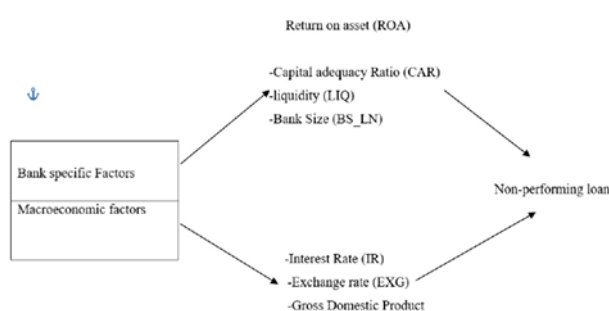 Return on asset (ROA)
-Capital adequacy Ratio (CAR)
-liquidity (LIQ)
-Bank Size (BS_LN)
Bank specific Factors
Macroeconomic factors
Non-performing loan
-Interest Rate (IR)
-Exchange rate (EXG)
-Gross Domestic Product